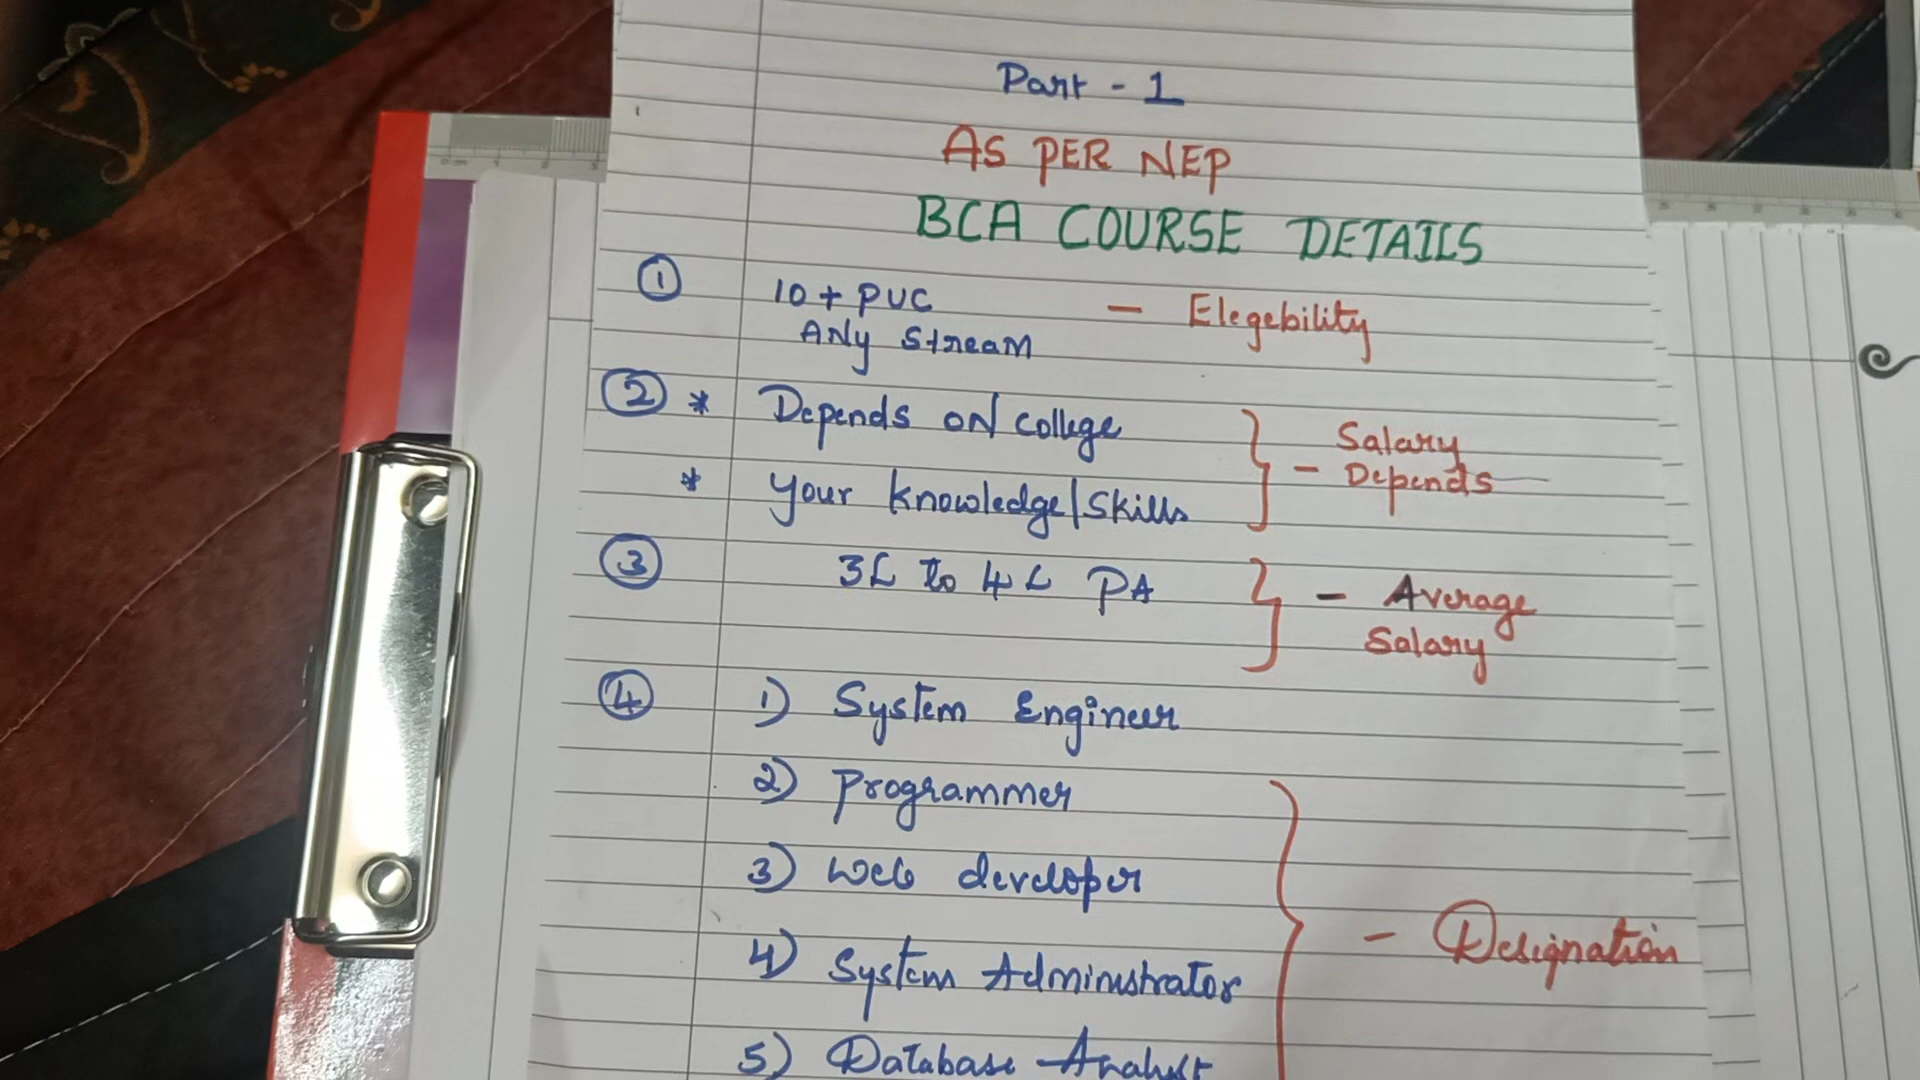 Part - 1
AS PER NEP
BCA COURSE DETAILS
1 10 + PUC - Elegebility
Any Stream
2 * Depends on college
* Your knowledge/Skills
- Salary
Depends
3 3L to 4L PA - Average
Salary
4 1) System Engineer
2) Programmer
3) Web developer
4) System Administrator
- Designation
5) Database Analyst